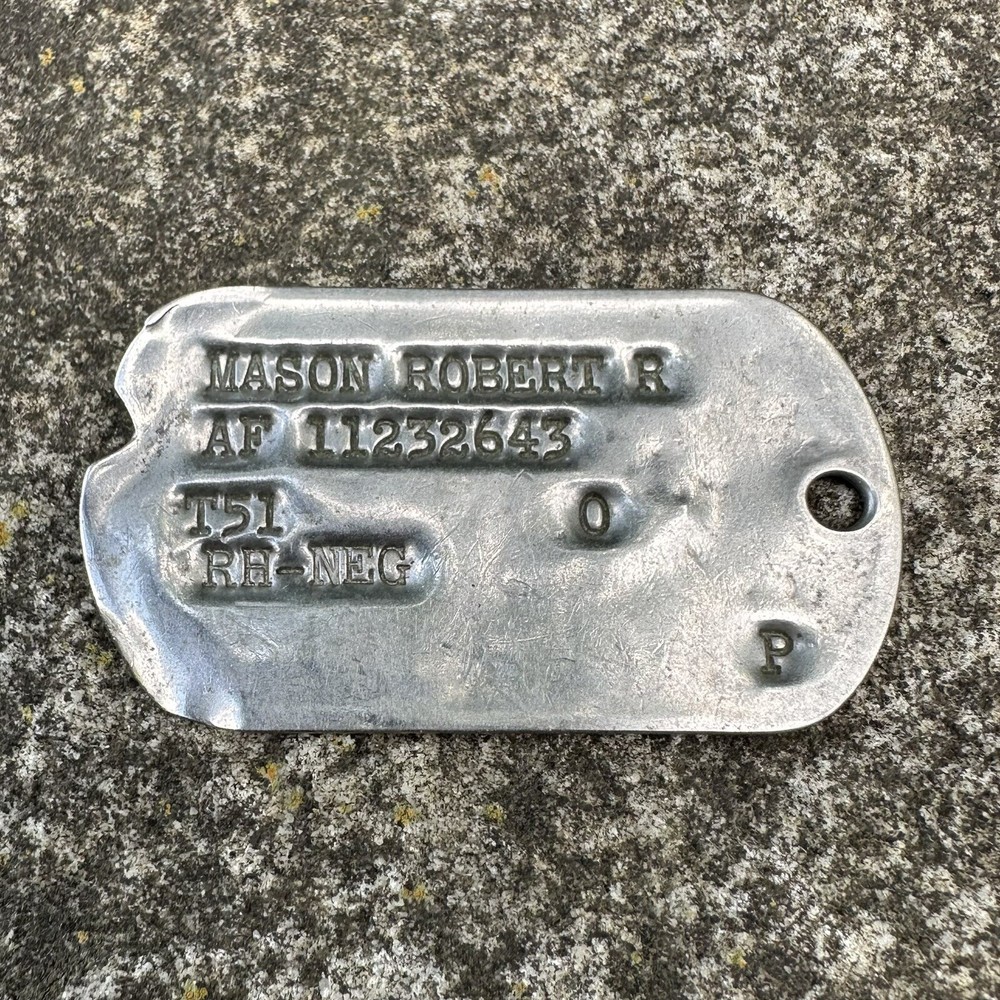 MASON ROBERT R
AF 11232643
T51 O
RH-NEG
P